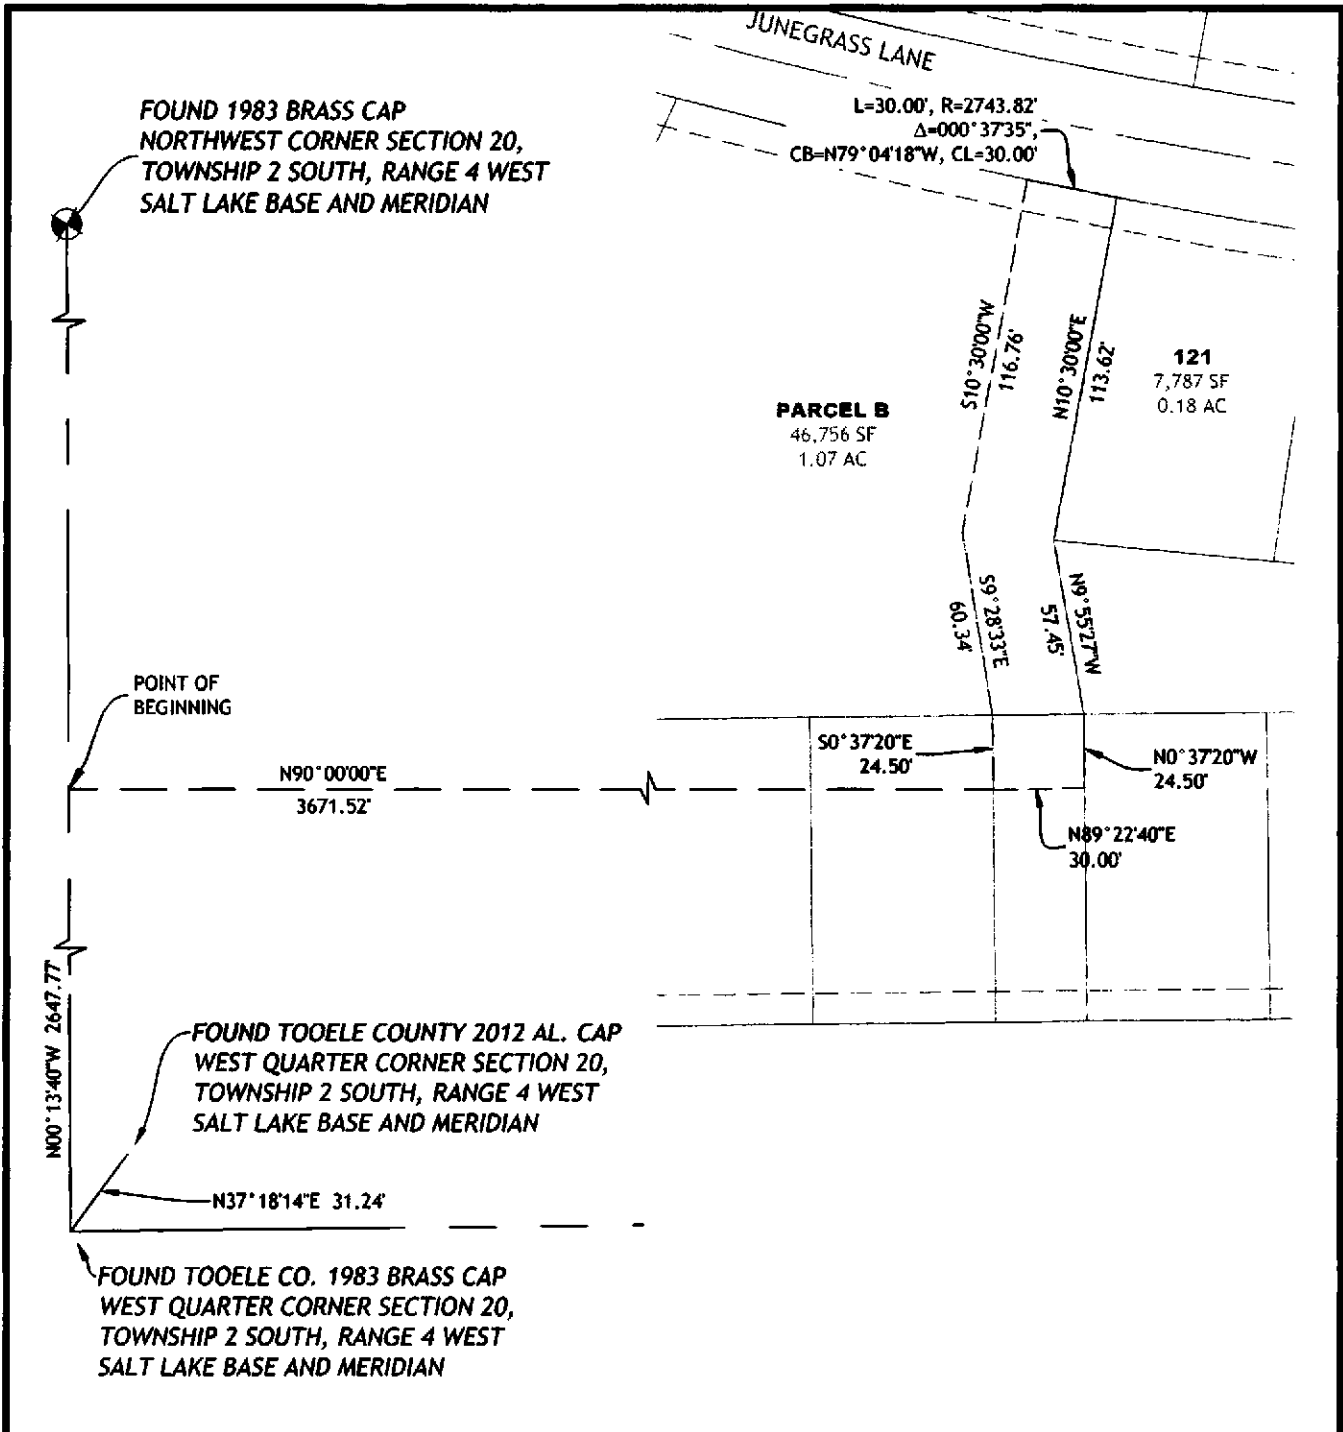 JUNEGRASS LANE
FOUND 1983 BRASS CAP
NORTHWEST CORNER SECTION 20,
TOWNSHIP 2 SOUTH, RANGE 4 WEST
SALT LAKE BASE AND MERIDIAN
L=30.00', R=2743.82'
Δ=000°37'35",
CB=N79°04'18"W, CL=30.00'
S10°30'00"W
116.76'
N10°30'00"E
113.62'
121
7,787 SF
0.18 AC
PARCEL B
46,756 SF
1.07 AC
S9°28'33"E
60.34'
N9°55'27"W
57.45'
POINT OF
BEGINNING
N90°00'00"E
3671.52'
S0°37'20"E
24.50'
N0°37'20"W
24.50'
N89°22'40"E
30.00'
N00°13'40"W 2647.77'
FOUND TOOELE COUNTY 2012 AL. CAP
WEST QUARTER CORNER SECTION 20,
TOWNSHIP 2 SOUTH, RANGE 4 WEST
SALT LAKE BASE AND MERIDIAN
N37°18'14"E 31.24'
FOUND TOOELE CO. 1983 BRASS CAP
WEST QUARTER CORNER SECTION 20,
TOWNSHIP 2 SOUTH, RANGE 4 WEST
SALT LAKE BASE AND MERIDIAN